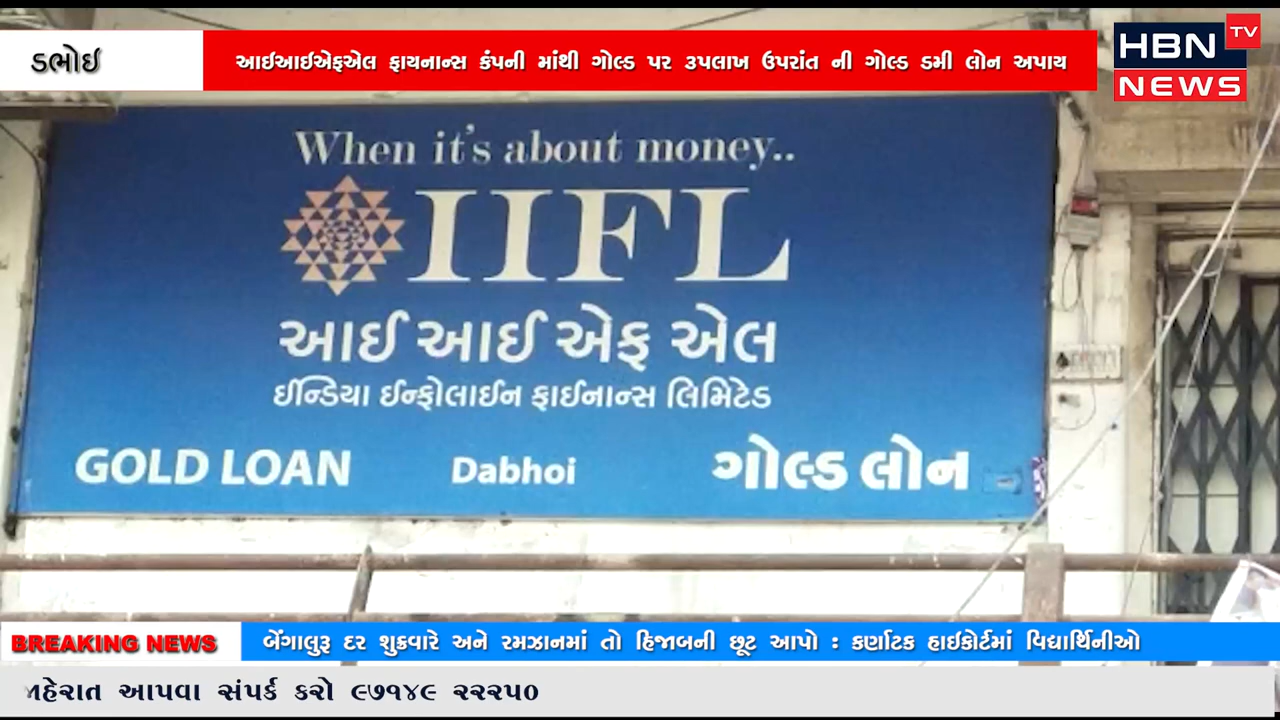 ડભોઇ
આઈઆઈએફએલ ફાયનાન્સ કંપની માંથી ગોલ્ડ પર ૩૫લાખ ઉપરાંત ની ગોલ્ડ ડમી લોન અપાય
HBN TV
NEWS
When it's about money..
IIFL
આઈ આઈ એફ એલ
ઈન્ડિયા ઈન્ફોલાઈન ફાઈનાન્સ લિમિટેડ
GOLD LOAN Dabhoi ગોલ્ડ લોન
BREAKING NEWS બેંગાલુરૂ દર શુક્રવારે અને રમઝાનમાં તો હિજાબની છૂટ આપો : કર્ણાટક હાઈકોર્ટમાં વિદ્યાર્થિનીઓ
જાહેરાત આપવા સંપર્ક કરો ૯૭૧૪૯ ૨૨૨૫૦